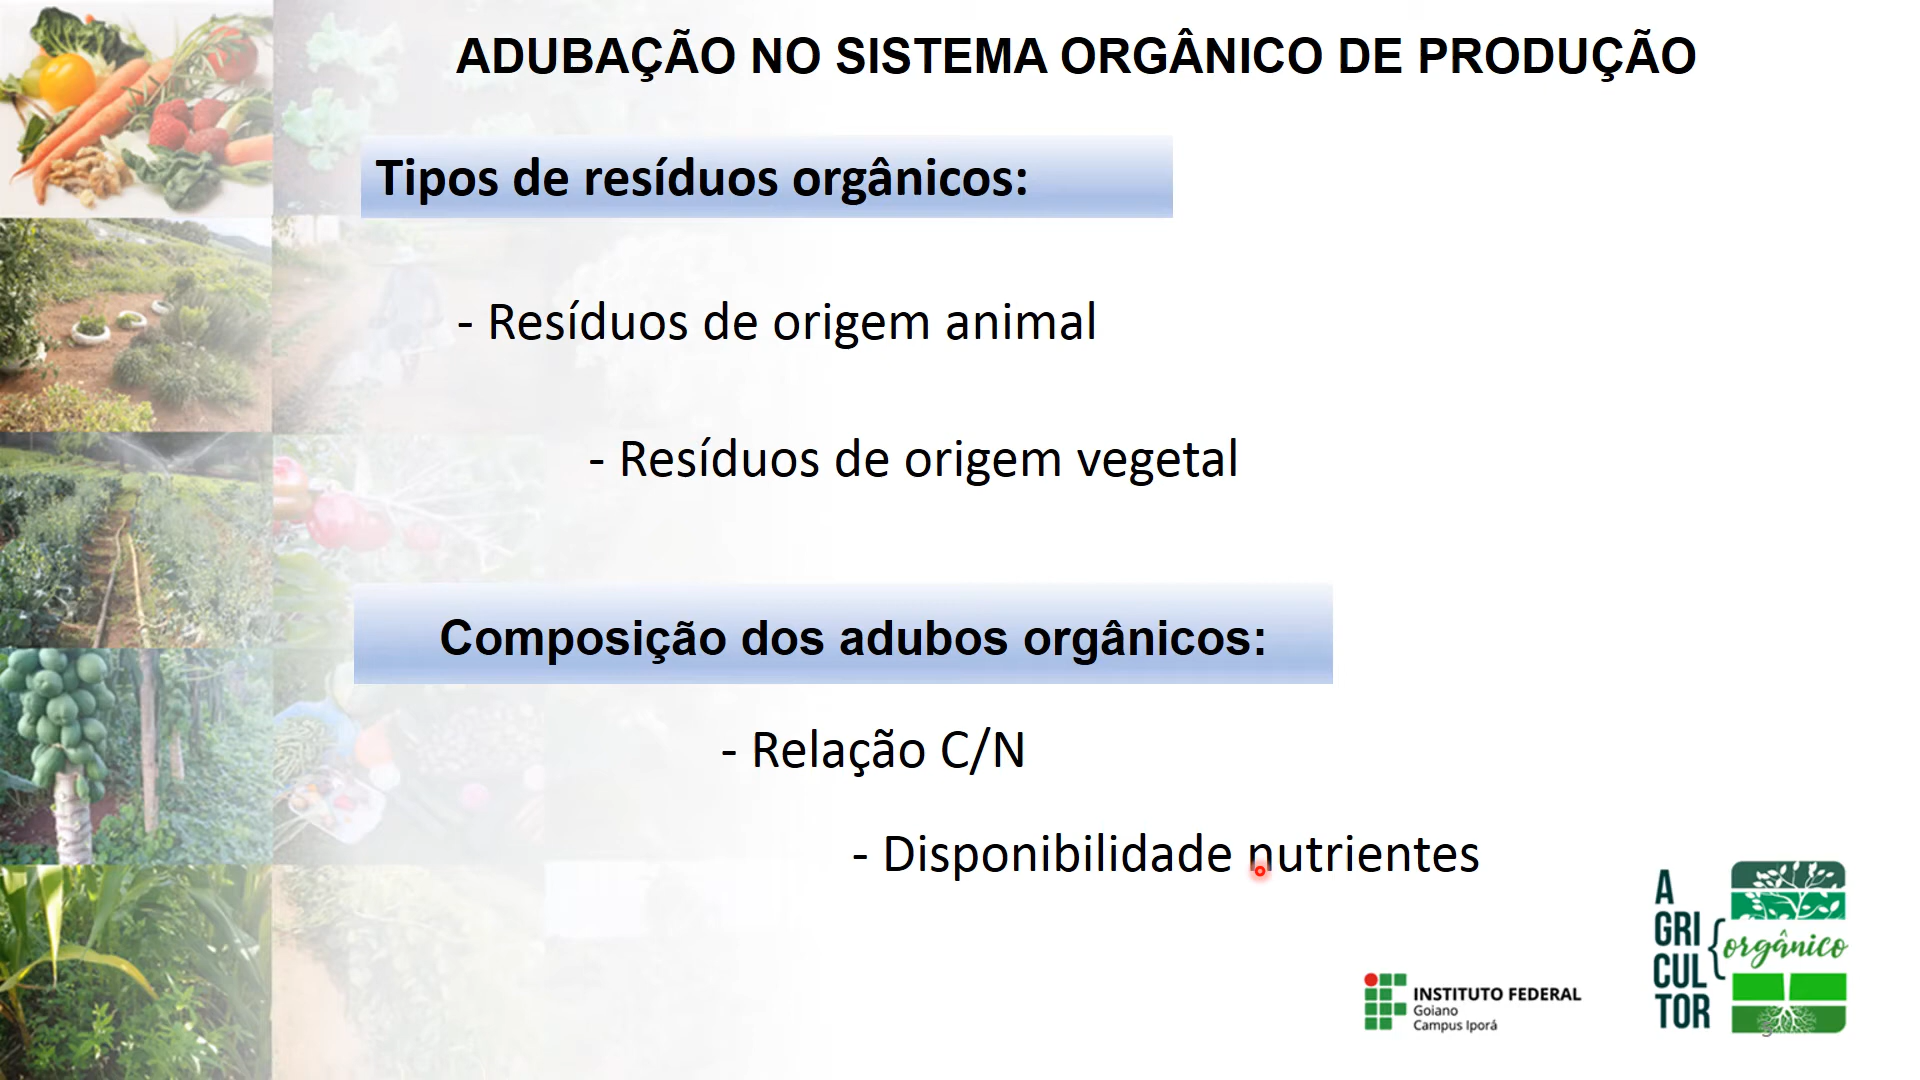 ADUBAÇÃO NO SISTEMA ORGÂNICO DE PRODUÇÃO
Tipos de resíduos orgânicos:
- Resíduos de origem animal
- Resíduos de origem vegetal
Composição dos adubos orgânicos:
- Relação C/N
- Disponibilidade nutrientes
A
GRI
CUL
TOR
orgânico
INSTITUTO FEDERAL
Goiano
Campus Iporá